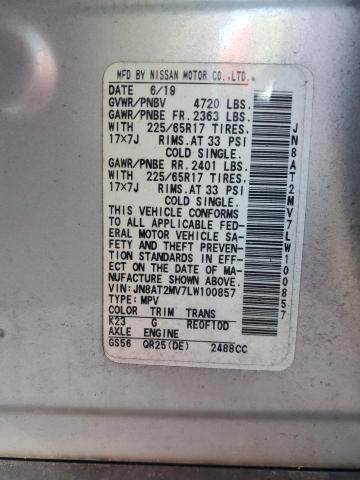 MFD BY NISSAN MOTOR CO.,LTD.
DATE 6/19
GVWR/PNBV 4720 LBS.
GAWR/PNBE FR. 2363 LBS.
WITH 225/65R17 TIRES,
17×7J RIMS.AT 33 PSI
COLD SINGLE.
GAWR/PNBE RR. 2401 LBS.
WITH 225/65R17 TIRES,
17×7J RIMS.AT 33 PSI
COLD SINGLE.
THIS VEHICLE CONFORMS
TO ALL APPLICABLE FED-
ERAL MOTOR VEHICLE SA-
FETY AND THEFT PREVEN-
TION STANDARDS IN EFF-
ECT ON THE DATE OF MA-
NUFACTURE SHOWN ABOVE.
VIN:JN8AT2MV7LW100857
TYPE:MPV
COLOR TRIM TRANS
K23 G RE0F10D
AXLE ENGINE
GS56 QR25(DE) 2488CC
JN8AT2MV7LW100857